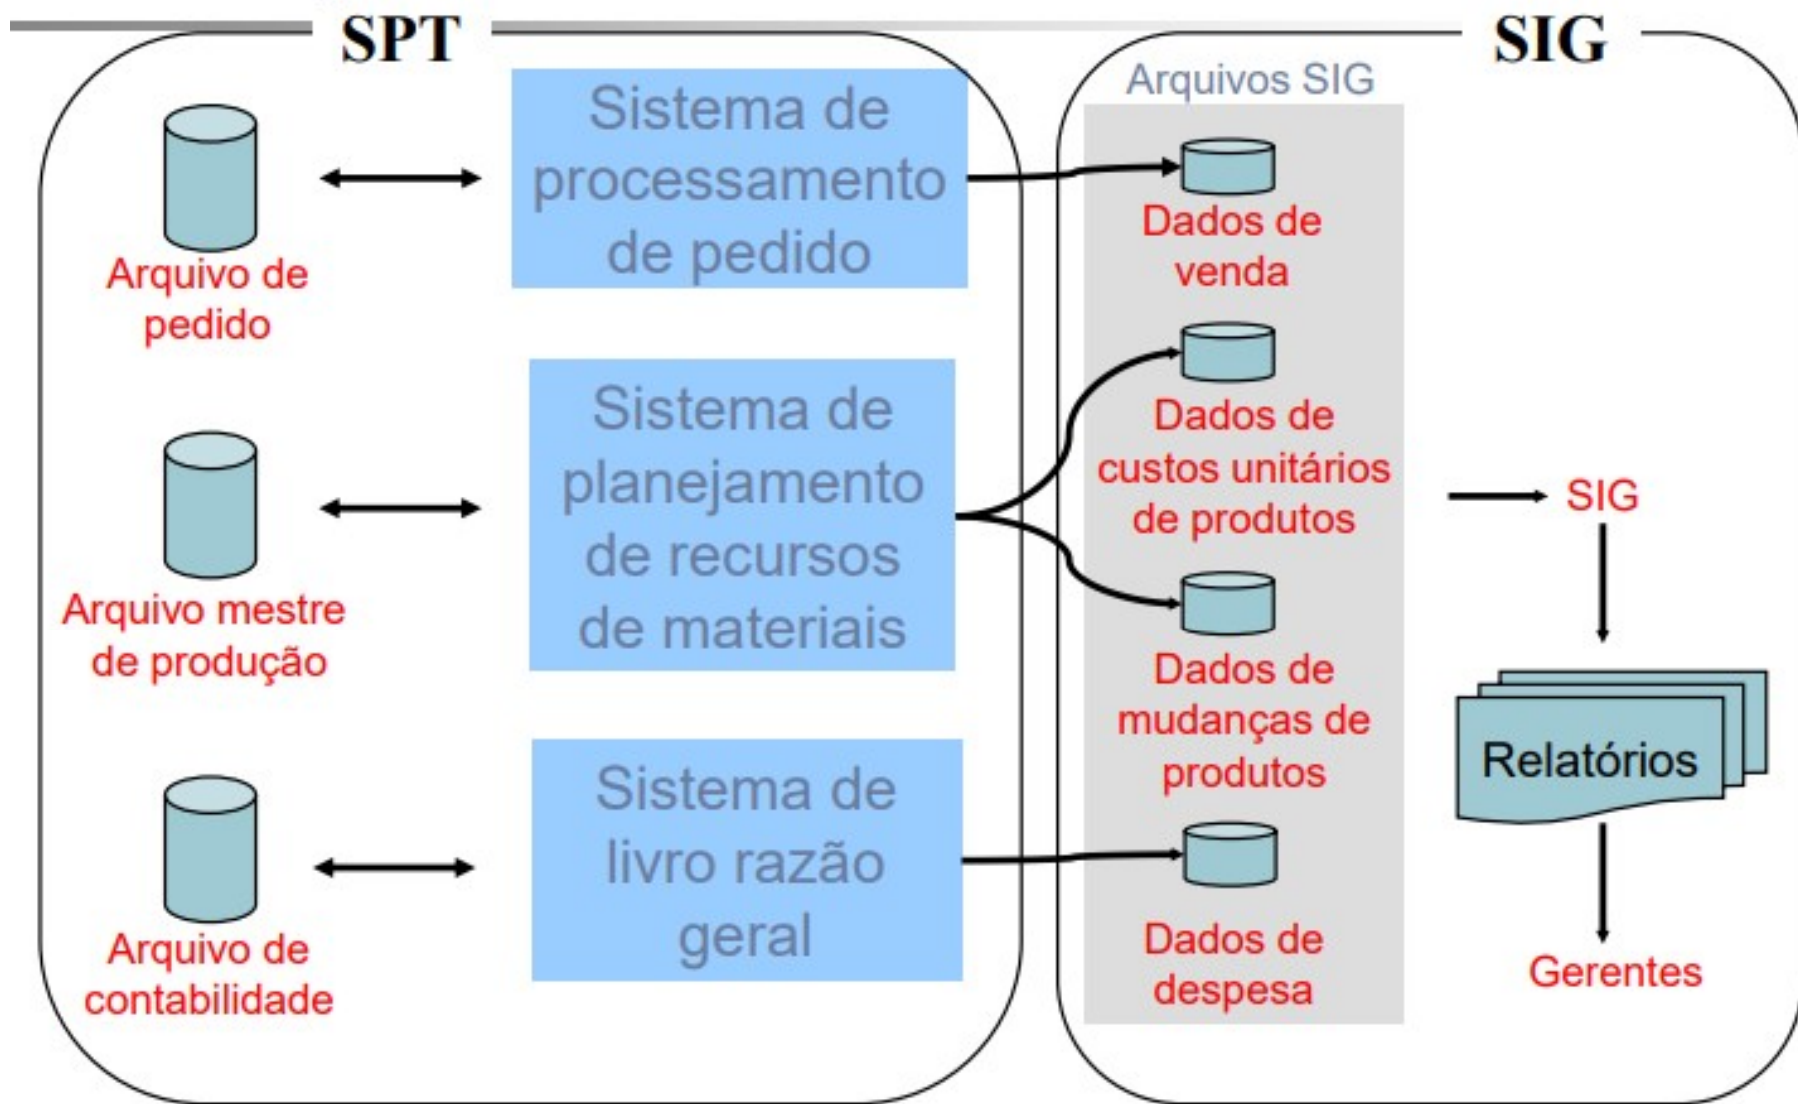 SPT
Arquivo de
pedido
Sistema de
processamento
de pedido
Arquivo mestre
de produção
Sistema de
planejamento
de recursos
de materiais
Arquivo de
contabilidade
Sistema de
livro razão
geral
SIG
Arquivos SIG
Dados de
venda
Dados de
custos unitários
de produtos
Dados de
mudanças de
produtos
Dados de
despesa
SIG
Relatórios
Gerentes